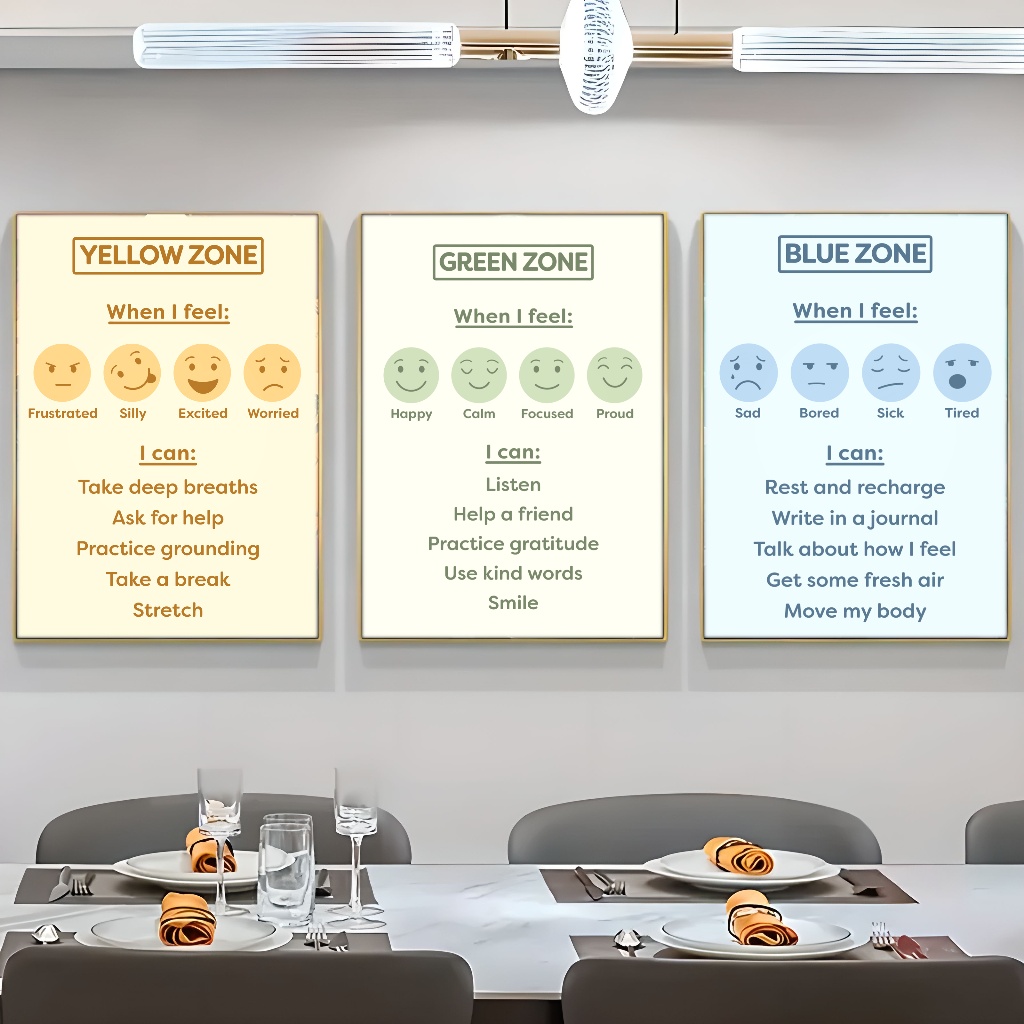 YELLOW ZONE
When I feel:
Frustrated Silly Excited Worried
I can:
Take deep breaths
Ask for help
Practice grounding
Take a break
Stretch
GREEN ZONE
When I feel:
Happy Calm Focused Proud
I can:
Listen
Help a friend
Practice gratitude
Use kind words
Smile
BLUE ZONE
When I feel:
Sad Bored Sick Tired
I can:
Rest and recharge
Write in a journal
Talk about how I feel
Get some fresh air
Move my body